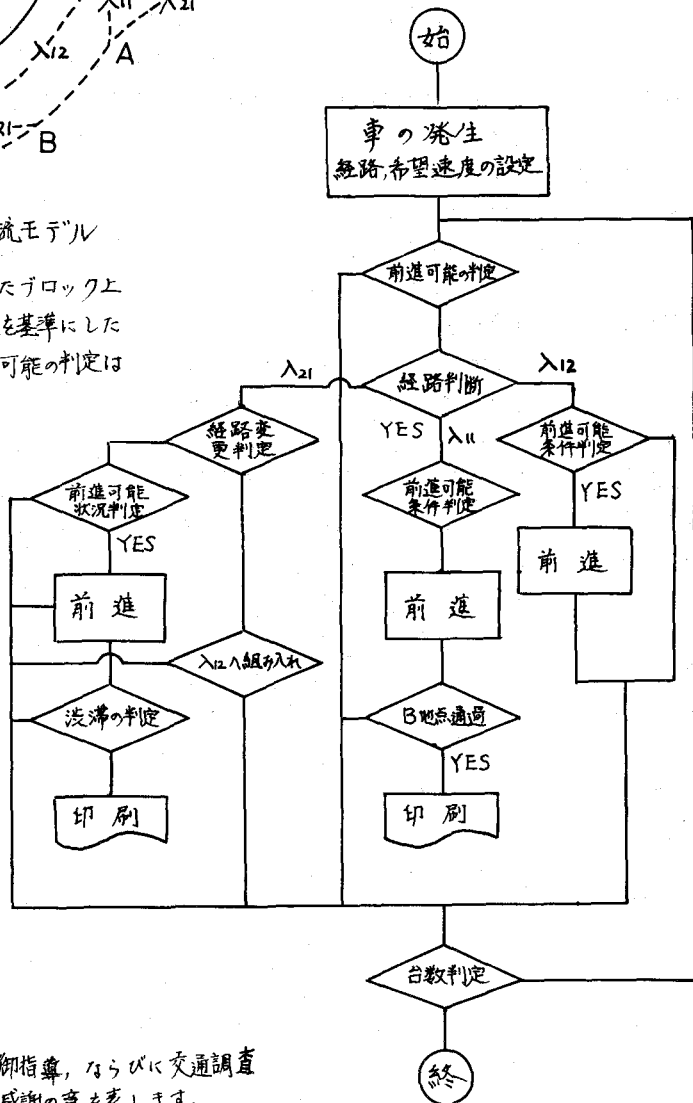 λ11
λ21
λ12
A
21
B
流モデル
たブロック上
を基準にした
可能の判定は
始
車の発生
経路,希望速度の設定
前進可能の判定
λ21
経路判断
λ12
YES
λ11
経路変
更判定
前進可能
条件判定
前進可能
状況判定
前進可能
条件判定
YES
YES
前進
前進
前進
λ12へ組み入れ
渋滞の判定
B地点通過
YES
印刷
印刷
台数判定
終
御指導, ならびに交通調査
感謝の意を表します.